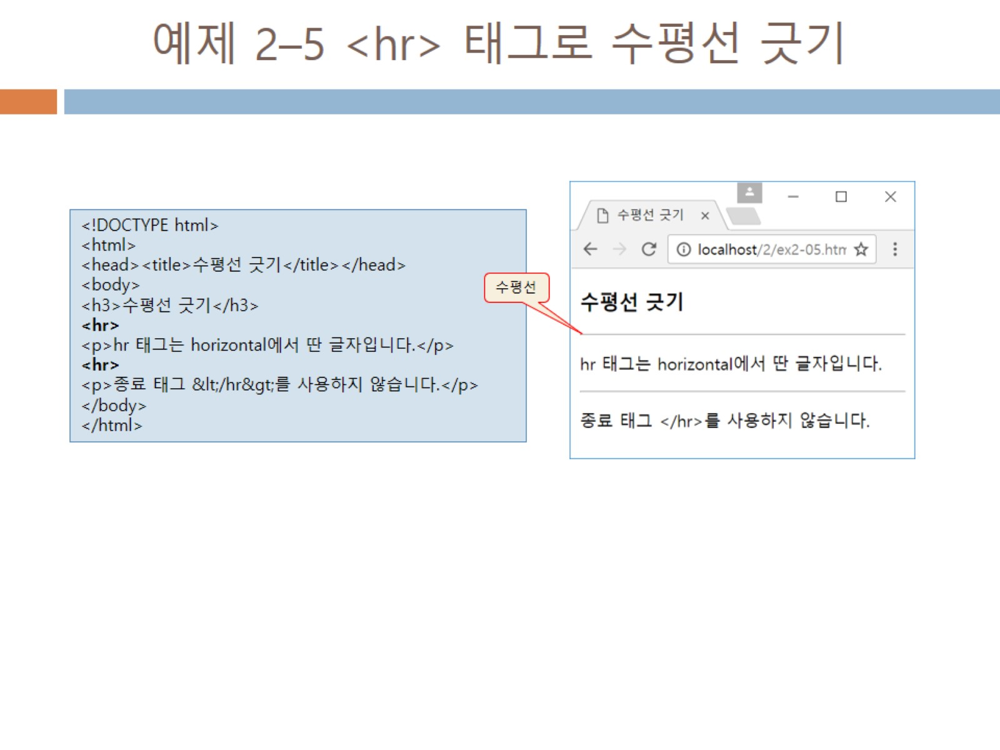 예제 2–5 <hr> 태그로 수평선 긋기
<!DOCTYPE html>
<html>
<head><title>수평선 긋기</title></head>
<body>
<h3>수평선 긋기</h3>
<hr>
<p>hr 태그는 horizontal에서 딴 글자입니다.</p>
<hr>
<p>종료 태그 &lt;/hr&gt;를 사용하지 않습니다.</p>
</body>
</html>
수평선
수평선 긋기
localhost/2/ex2-05.htm
수평선 긋기
hr 태그는 horizontal에서 딴 글자입니다.
종료 태그 </hr>를 사용하지 않습니다.